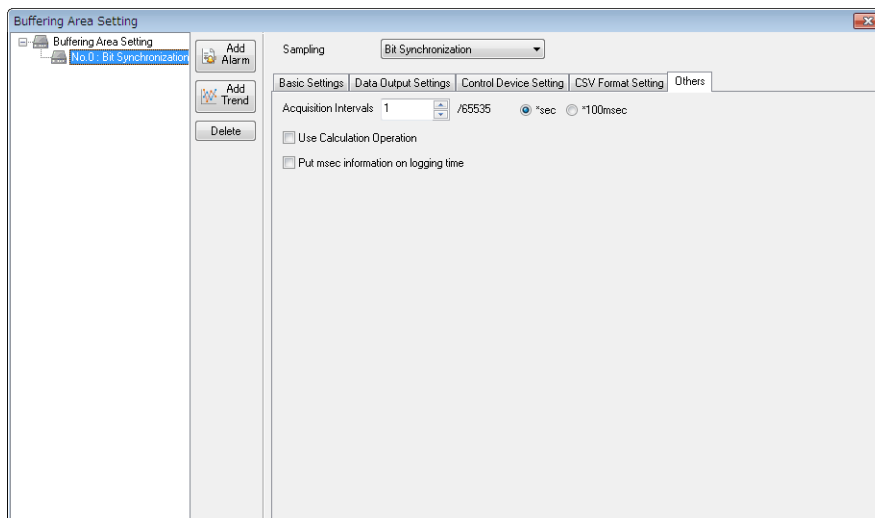 Buffering Area Setting
Buffering Area Setting
No.0 : Bit Synchronization
Add
Alarm
Add
Trend
Delete
Sampling Bit Synchronization
Basic Settings Data Output Settings Control Device Setting CSV Format Setting Others
Acquisition Intervals 1 /65535 *sec *100msec
Use Calculation Operation
Put msec information on logging time